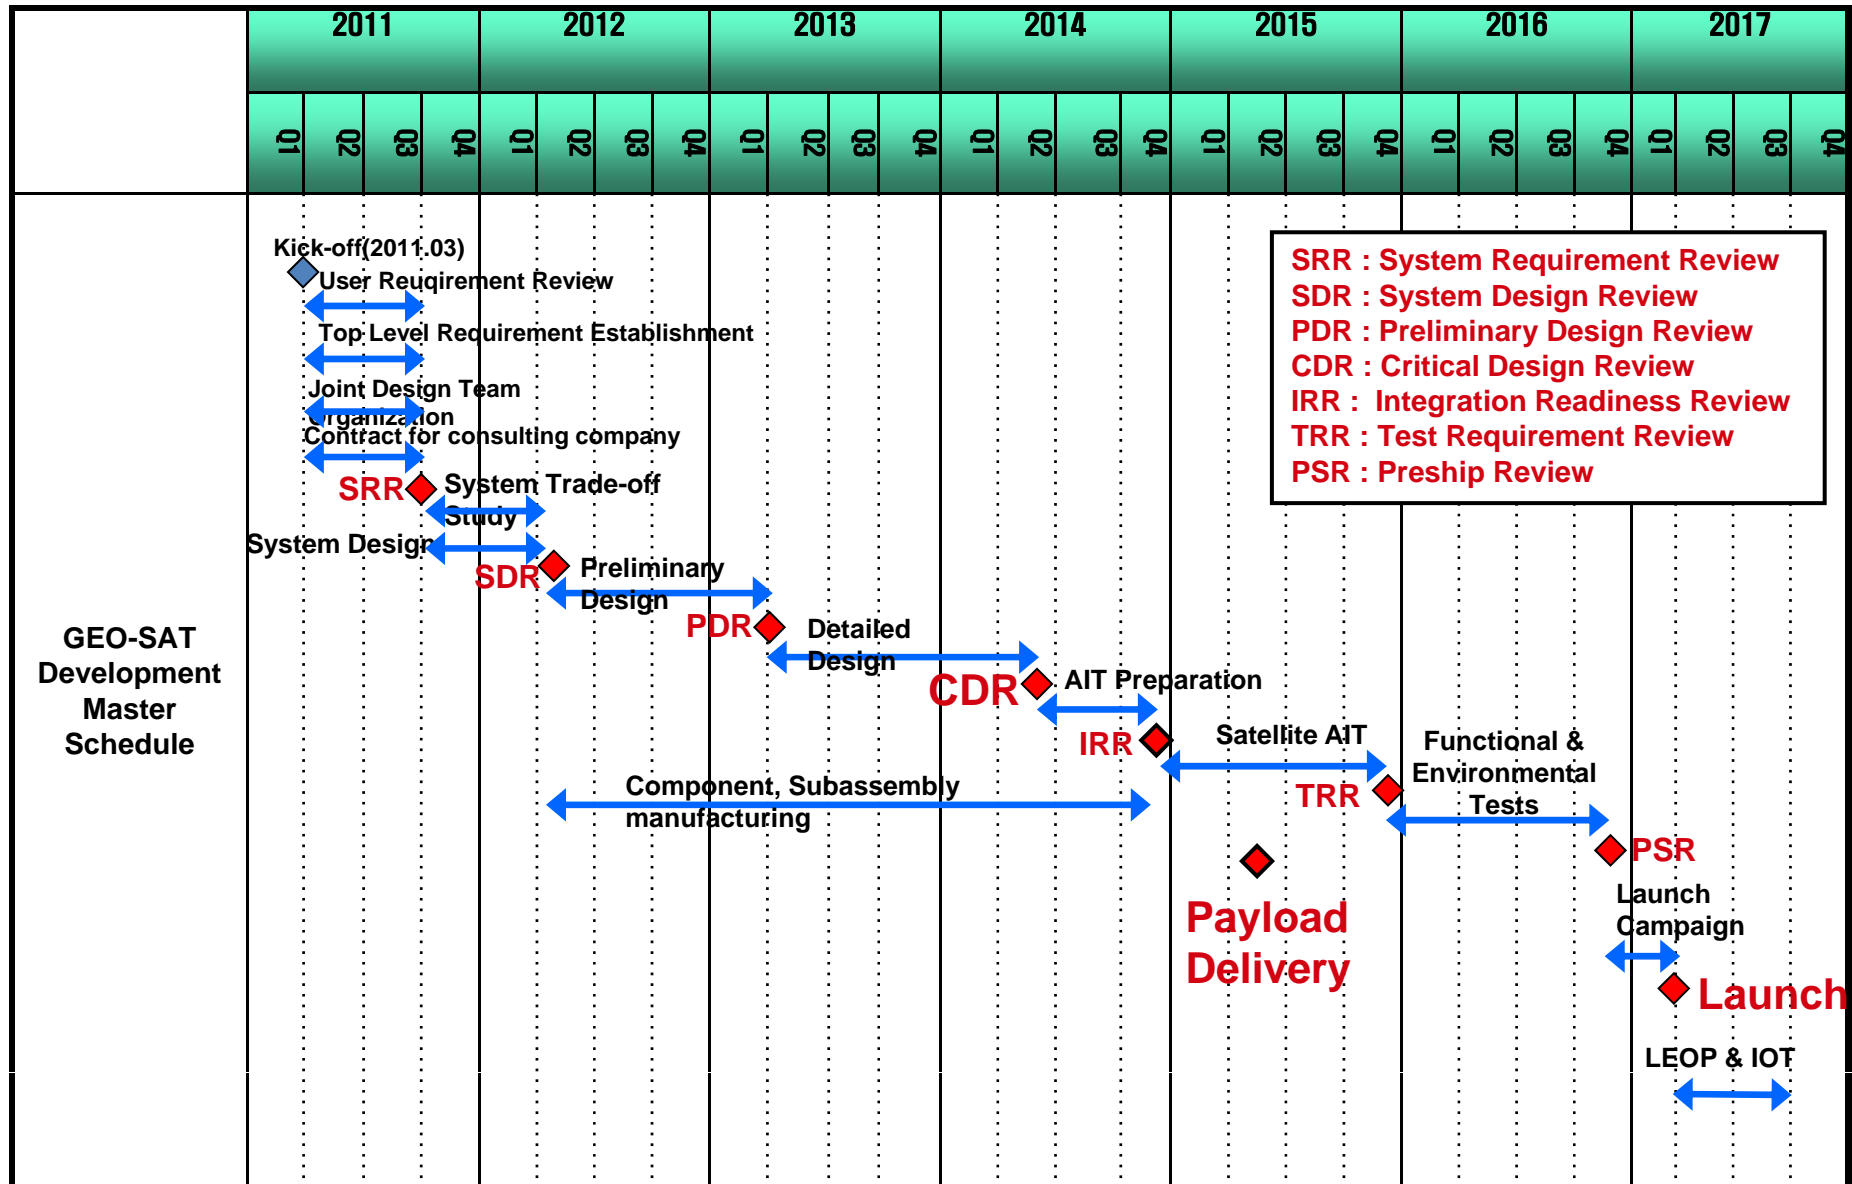 2011 2012 2013 2014 2015 2016 2017
Q1 Q2 Q3 Q4 Q1 Q2 Q3 Q4 Q1 Q2 Q3 Q4 Q1 Q2 Q3 Q4 Q1 Q2 Q3 Q4 Q1 Q2 Q3 Q4 Q1 Q2 Q3 Q4
GEO-SAT
Development
Master
Schedule
Kick-off(2011.03)
User Reuqirement Review
Top Level Requirement Establishment
Joint Design Team
Organization
Contract for consulting company
SRR
System Trade-off
Study
System Design
SDR
Preliminary
Design
PDR
Detailed
Design
CDR
AIT Preparation
IRR
Satellite AIT
TRR
Functional &
Environmental
Tests
Component, Subassembly
manufacturing
PSR
Payload
Delivery
Launch
Campaign
Launch
LEOP & IOT
SRR : System Requirement Review
SDR : System Design Review
PDR : Preliminary Design Review
CDR : Critical Design Review
IRR :  Integration Readiness Review
TRR : Test Requirement Review
PSR : Preship Review